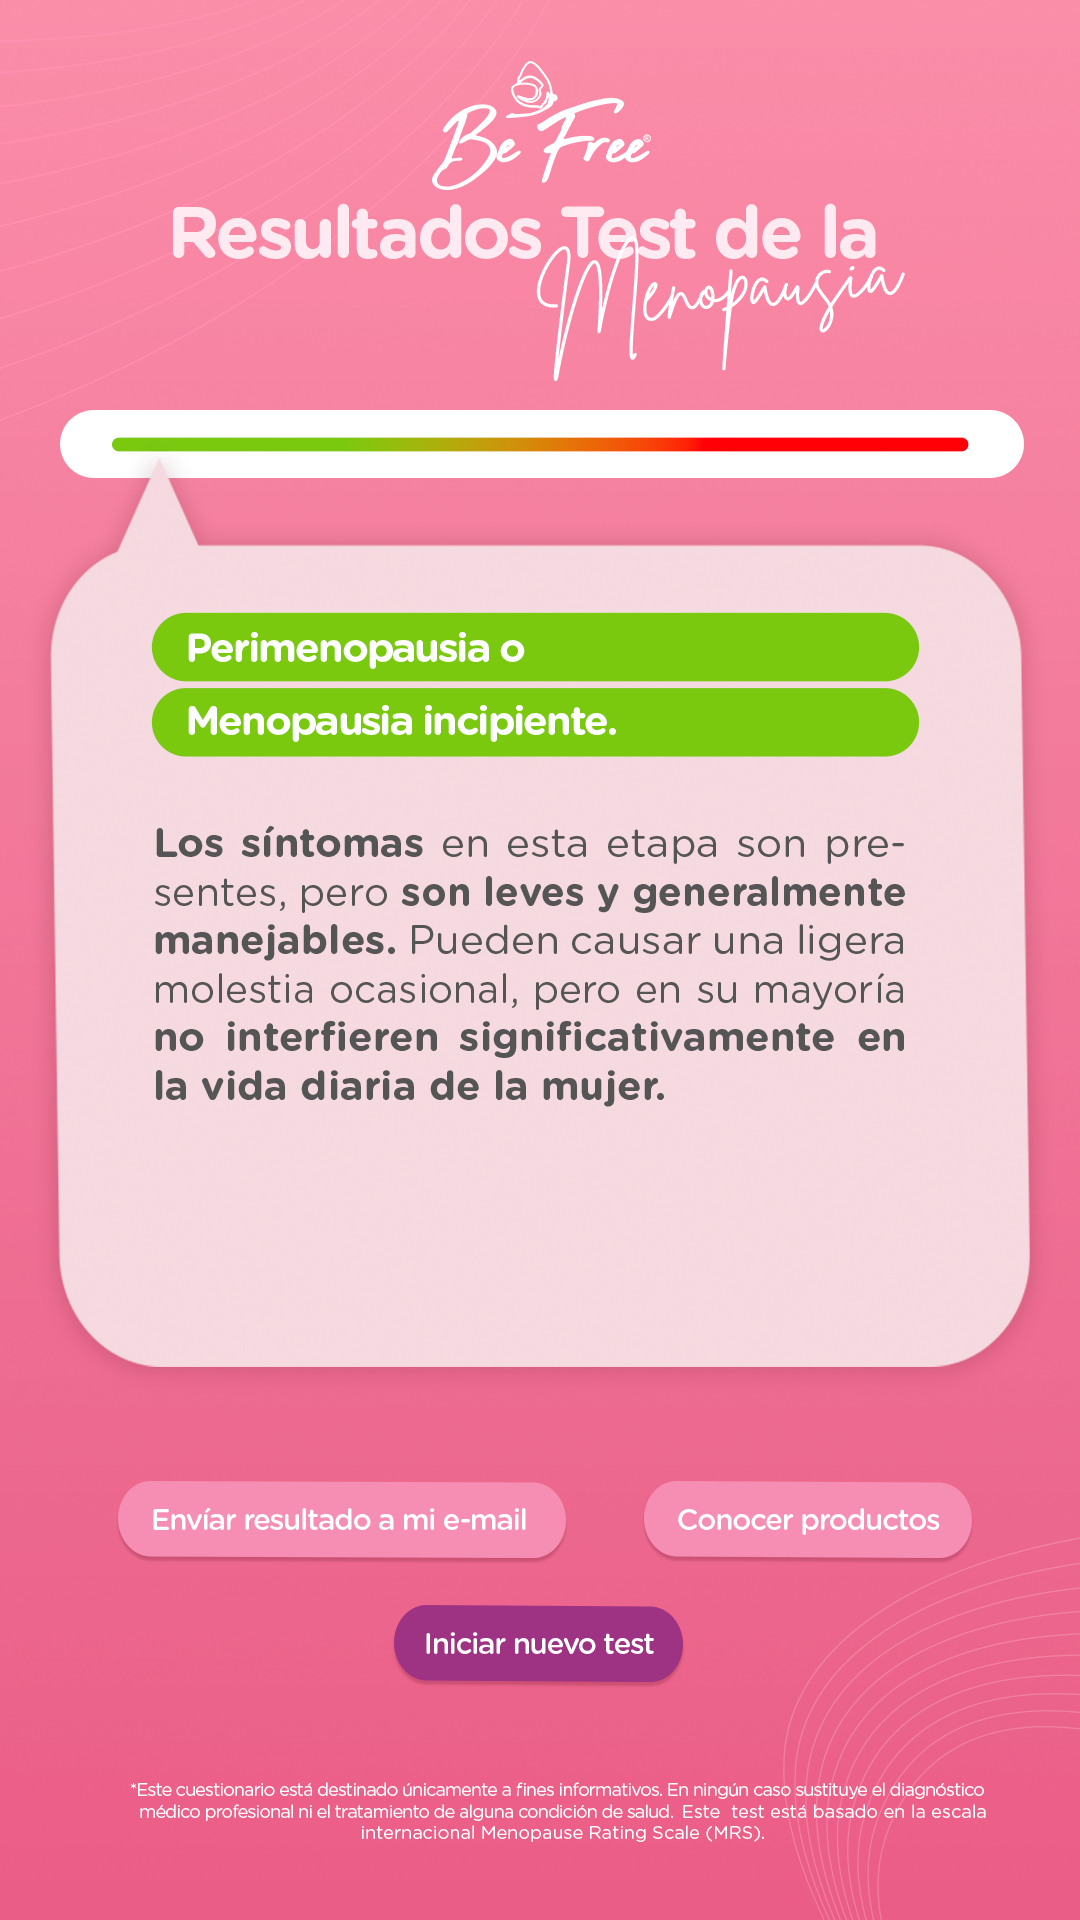 Be Free®
Resultados Test de la
Menopausia
Perimenopausia o
Menopausia incipiente.
Los síntomas en esta etapa son pre-
sentes, pero son leves y generalmente
manejables. Pueden causar una ligera
molestia ocasional, pero en su mayoría
no interfieren significativamente en
la vida diaria de la mujer.
Envíar resultado a mi e-mail
Conocer productos
Iniciar nuevo test
*Este cuestionario está destinado únicamente a fines informativos. En ningún caso sustituye el diagnóstico
médico profesional ni el tratamiento de alguna condición de salud. Este test está basado en la escala
internacional Menopause Rating Scale (MRS).